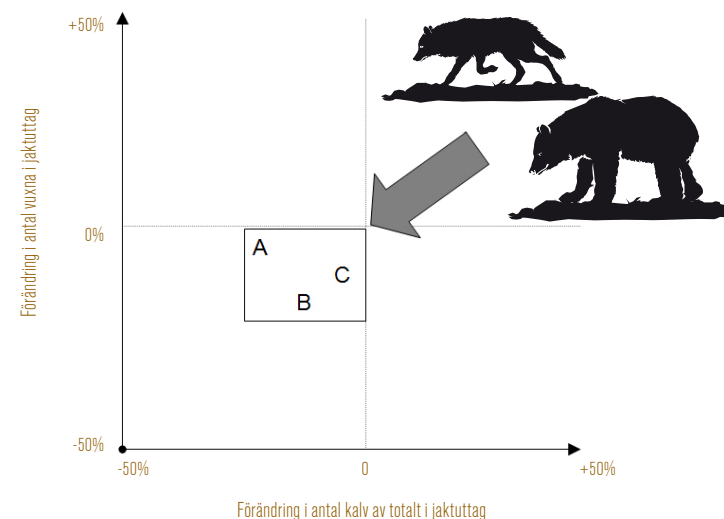 +50%
Förändring i antal vuxna i jaktuttag
0%
A
C
B
-50%
-50%
0
+50%
Förändring i antal kalv av totalt i jaktuttag